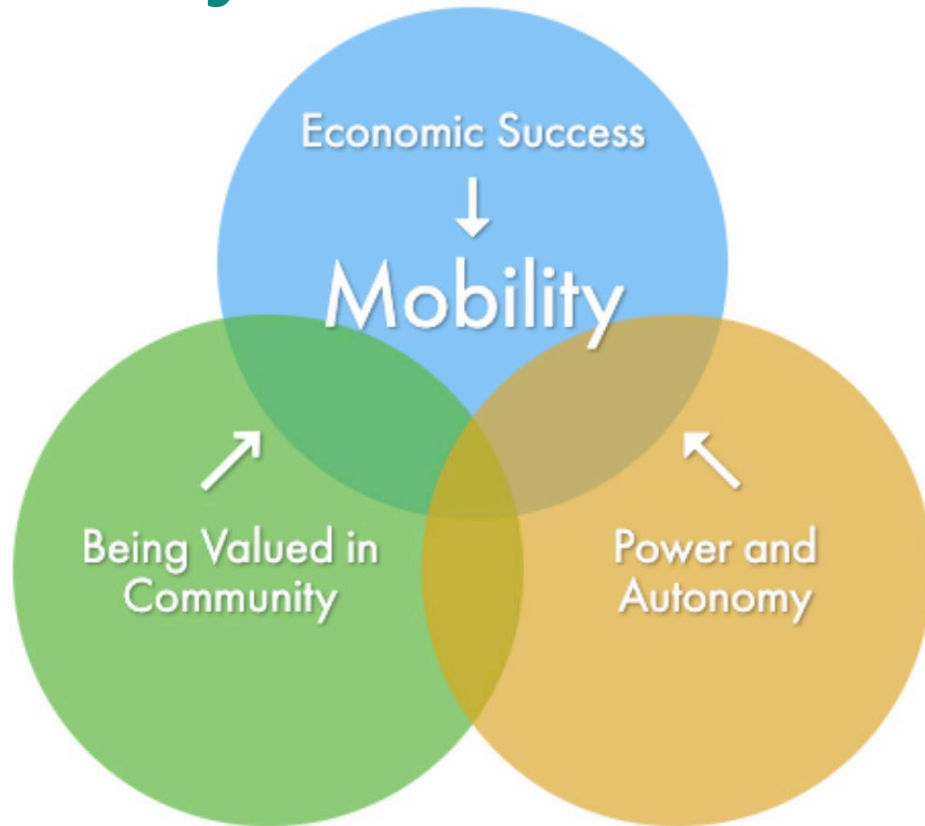 Economic Success
Mobility
Being Valued in
Community
Power and
Autonomy